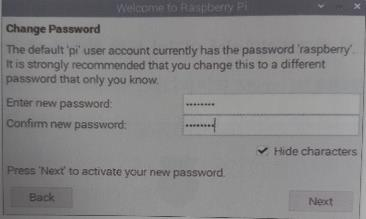 Welcome to Raspberry Pi
Change Password
The default 'pi' user account currently has the password 'raspberry'.
It is strongly recommended that you change this to a different
password that only you know.
Enter new password: ••••••••
Confirm new password: ••••••••
Hide characters
Press 'Next' to activate your new password.
Back Next